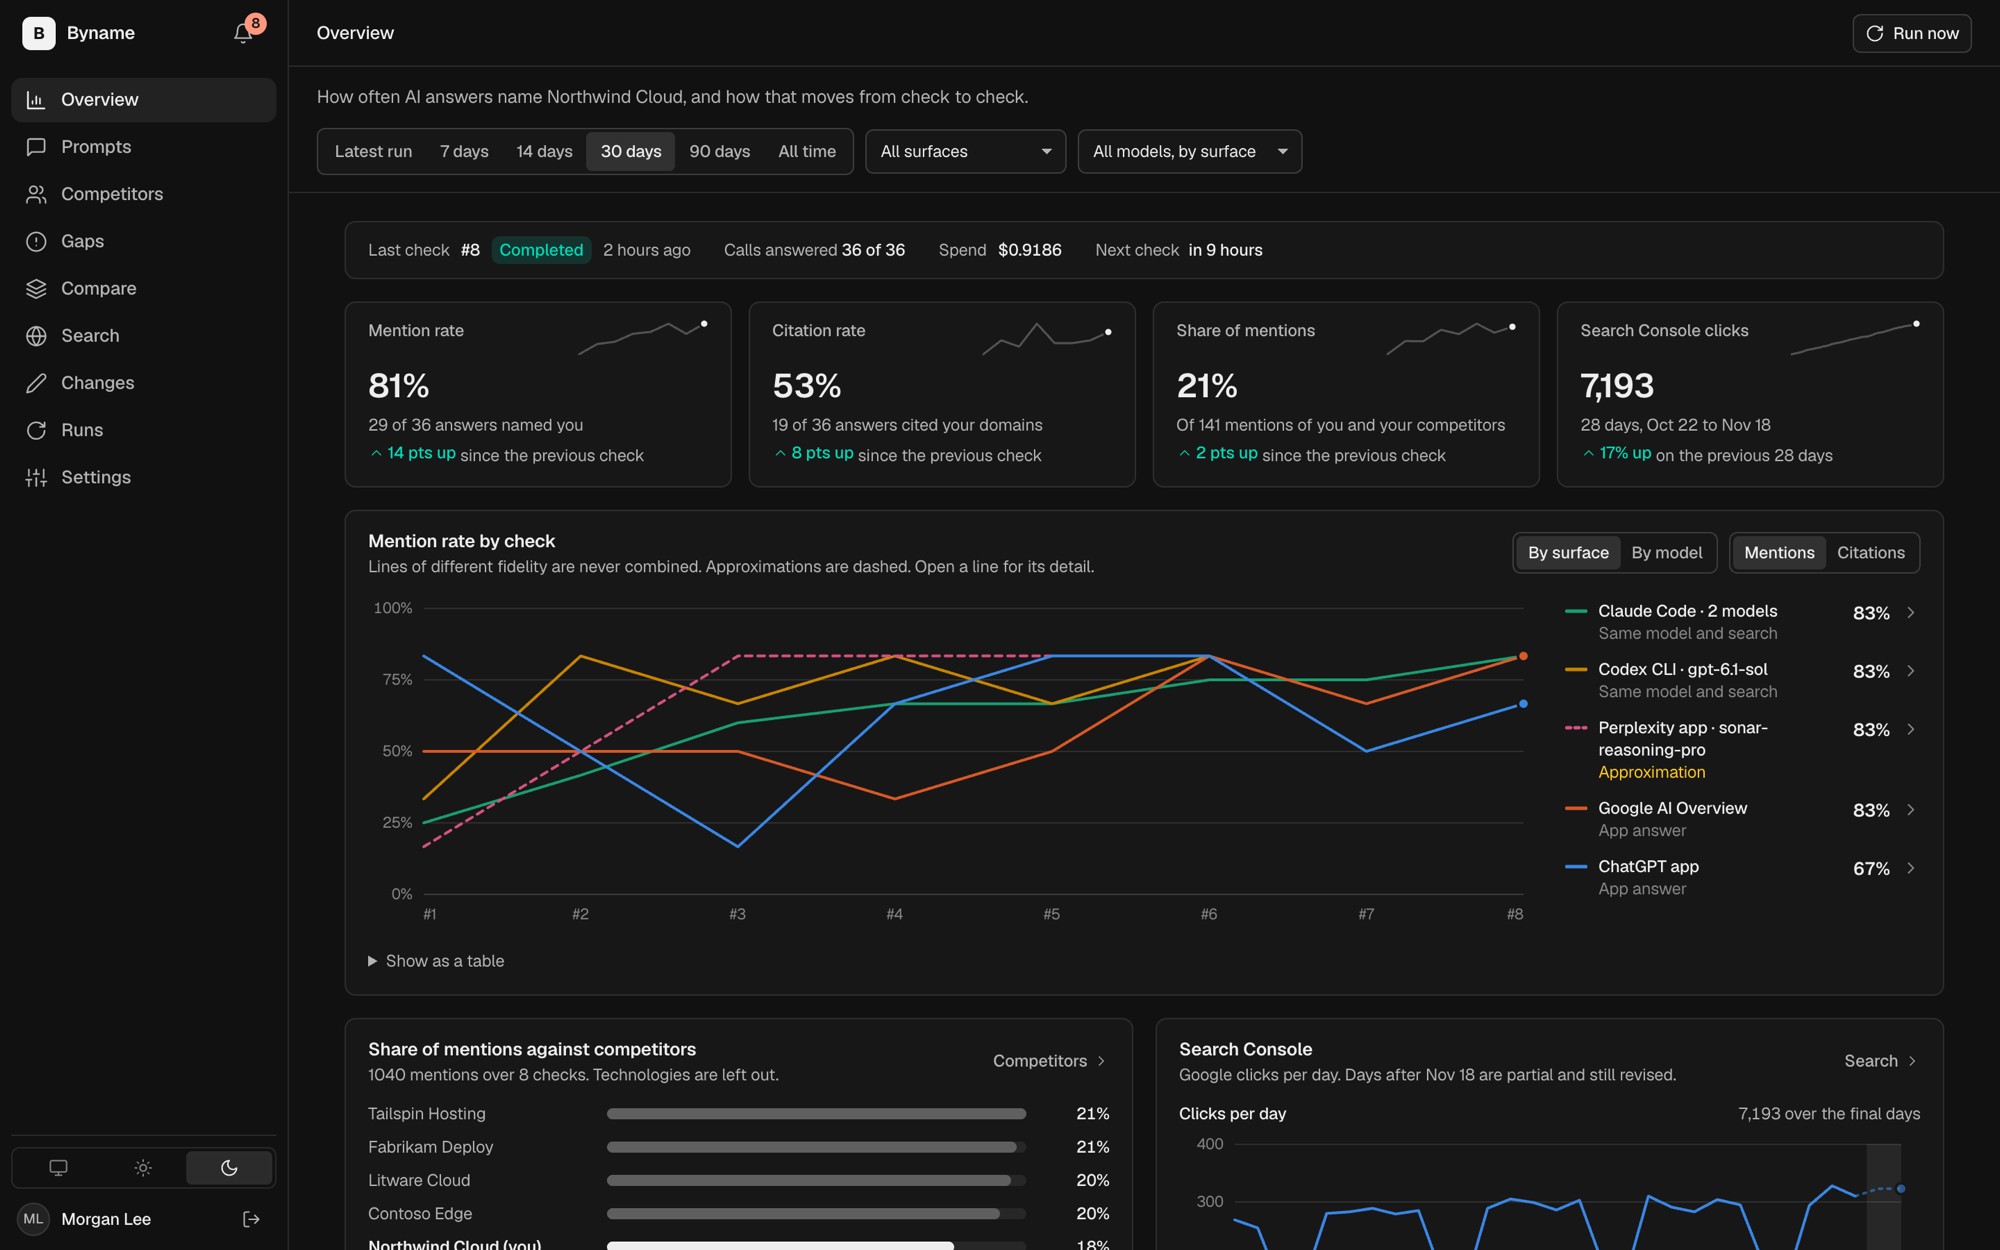 B Byname 8
Overview
Prompts
Competitors
Gaps
Compare
Search
Changes
Runs
Settings
ML Morgan Lee
Overview
Run now
How often AI answers name Northwind Cloud, and how that moves from check to check.
Latest run 7 days 14 days 30 days 90 days All time All surfaces All models, by surface
Last check #8 Completed 2 hours ago Calls answered 36 of 36 Spend $0.9186 Next check in 9 hours
Mention rate
81%
29 of 36 answers named you
14 pts up since the previous check
Citation rate
53%
19 of 36 answers cited your domains
8 pts up since the previous check
Share of mentions
21%
Of 141 mentions of you and your competitors
2 pts up since the previous check
Search Console clicks
7,193
28 days, Oct 22 to Nov 18
17% up on the previous 28 days
Mention rate by check
Lines of different fidelity are never combined. Approximations are dashed. Open a line for its detail.
By surface By model Mentions Citations
100%
75%
50%
25%
0%
#1 #2 #3 #4 #5 #6 #7 #8
Claude Code · 2 models 83%
Same model and search
Codex CLI · gpt-6.1-sol 83%
Same model and search
Perplexity app · sonar- 83%
reasoning-pro
Approximation
Google AI Overview 83%
App answer
ChatGPT app 67%
App answer
Show as a table
Share of mentions against competitors
1040 mentions over 8 checks. Technologies are left out.
Competitors
Tailspin Hosting 21%
Fabrikam Deploy 21%
Litware Cloud 20%
Contoso Edge 20%
Northwind Cloud (you) 18%
Search Console
Google clicks per day. Days after Nov 18 are partial and still revised.
Search
Clicks per day 7,193 over the final days
400
300